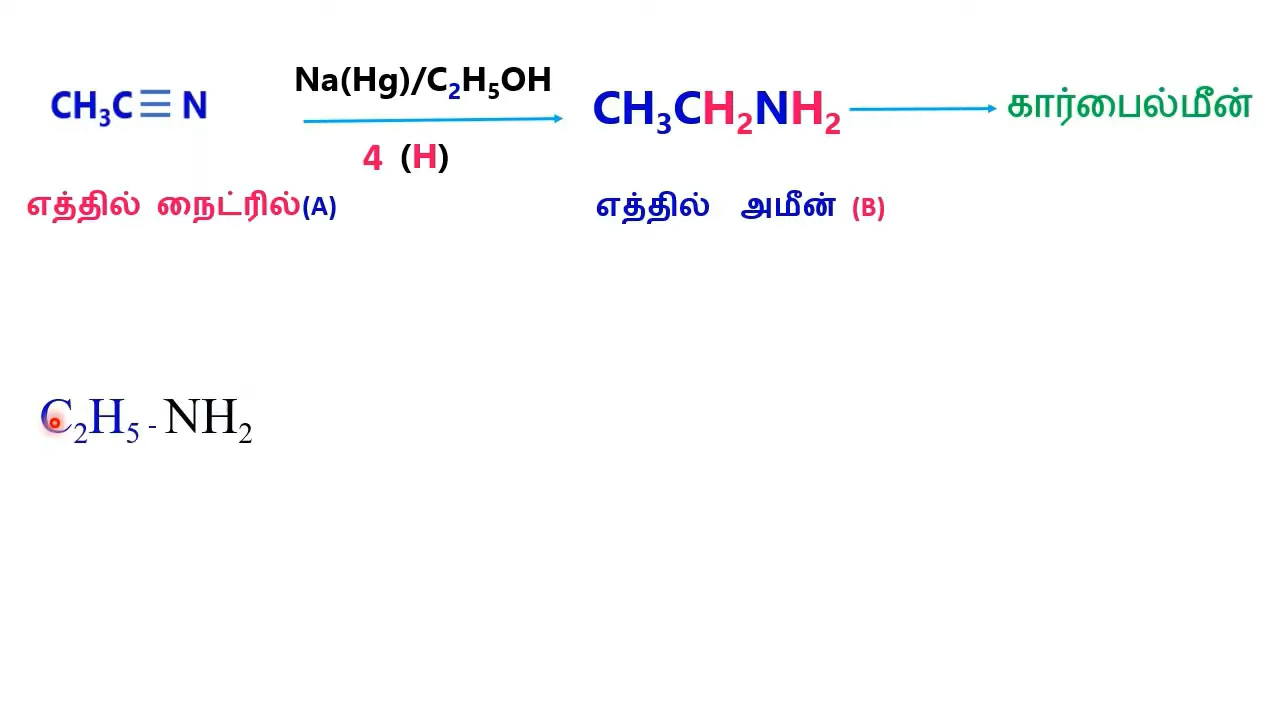 Na(Hg)/C₂H₅OH
CH₃C≡N CH₃CH₂NH₂ கார்பைல்மீன்
4 (H)
எத்தில் நைட்ரில்(A) எத்தில் அமீன் (B)
C₂H₅-NH₂